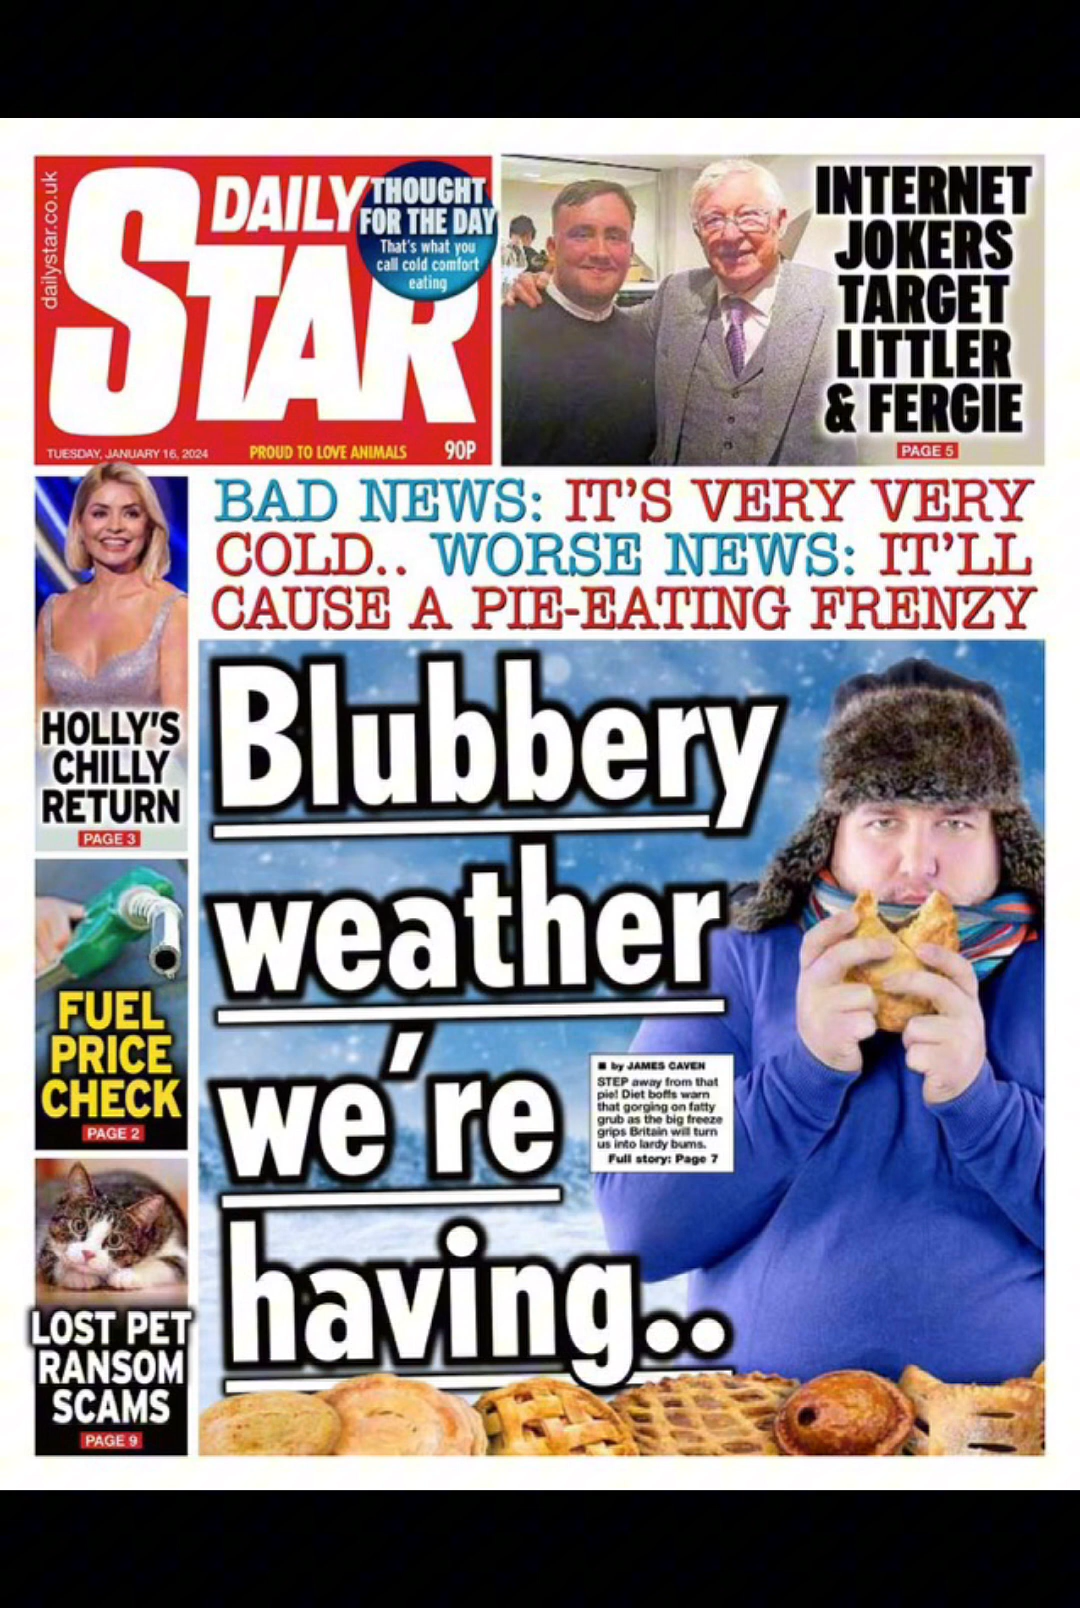 dailystar.co.uk
DAILY
STAR
THOUGHT
FOR THE DAY
That's what you
call cold comfort
eating
TUESDAY, JANUARY 16, 2024
PROUD TO LOVE ANIMALS
90P
INTERNET
JOKERS
TARGET
LITTLER
& FERGIE
PAGE 5
BAD NEWS: IT'S VERY VERY
COLD.. WORSE NEWS: IT'LL
CAUSE A PIE-EATING FRENZY
HOLLY'S
CHILLY
RETURN
PAGE 3
FUEL
PRICE
CHECK
PAGE 2
LOST PET
RANSOM
SCAMS
PAGE 9
Blubbery
weather
we're
having..
■ by JAMES CAVEN
STEP away from that
pie! Diet boffs warn
that gorging on fatty
grub as the big freeze
grips Britain will turn
us into lardy bums.
Full story: Page 7